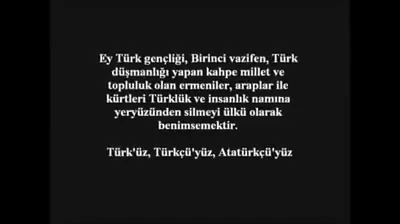 Ey Türk gençliği, Birinci vazifen, Türk
düşmanlığı yapan kahpe millet ve
topluluk olan ermeniler, araplar ile
kürtleri Türklük ve insanlık namına
yeryüzünden silmeyi ülkü olarak
benimsemektir.
Türk'üz, Türkçü'yüz, Atatürkçü'yüz